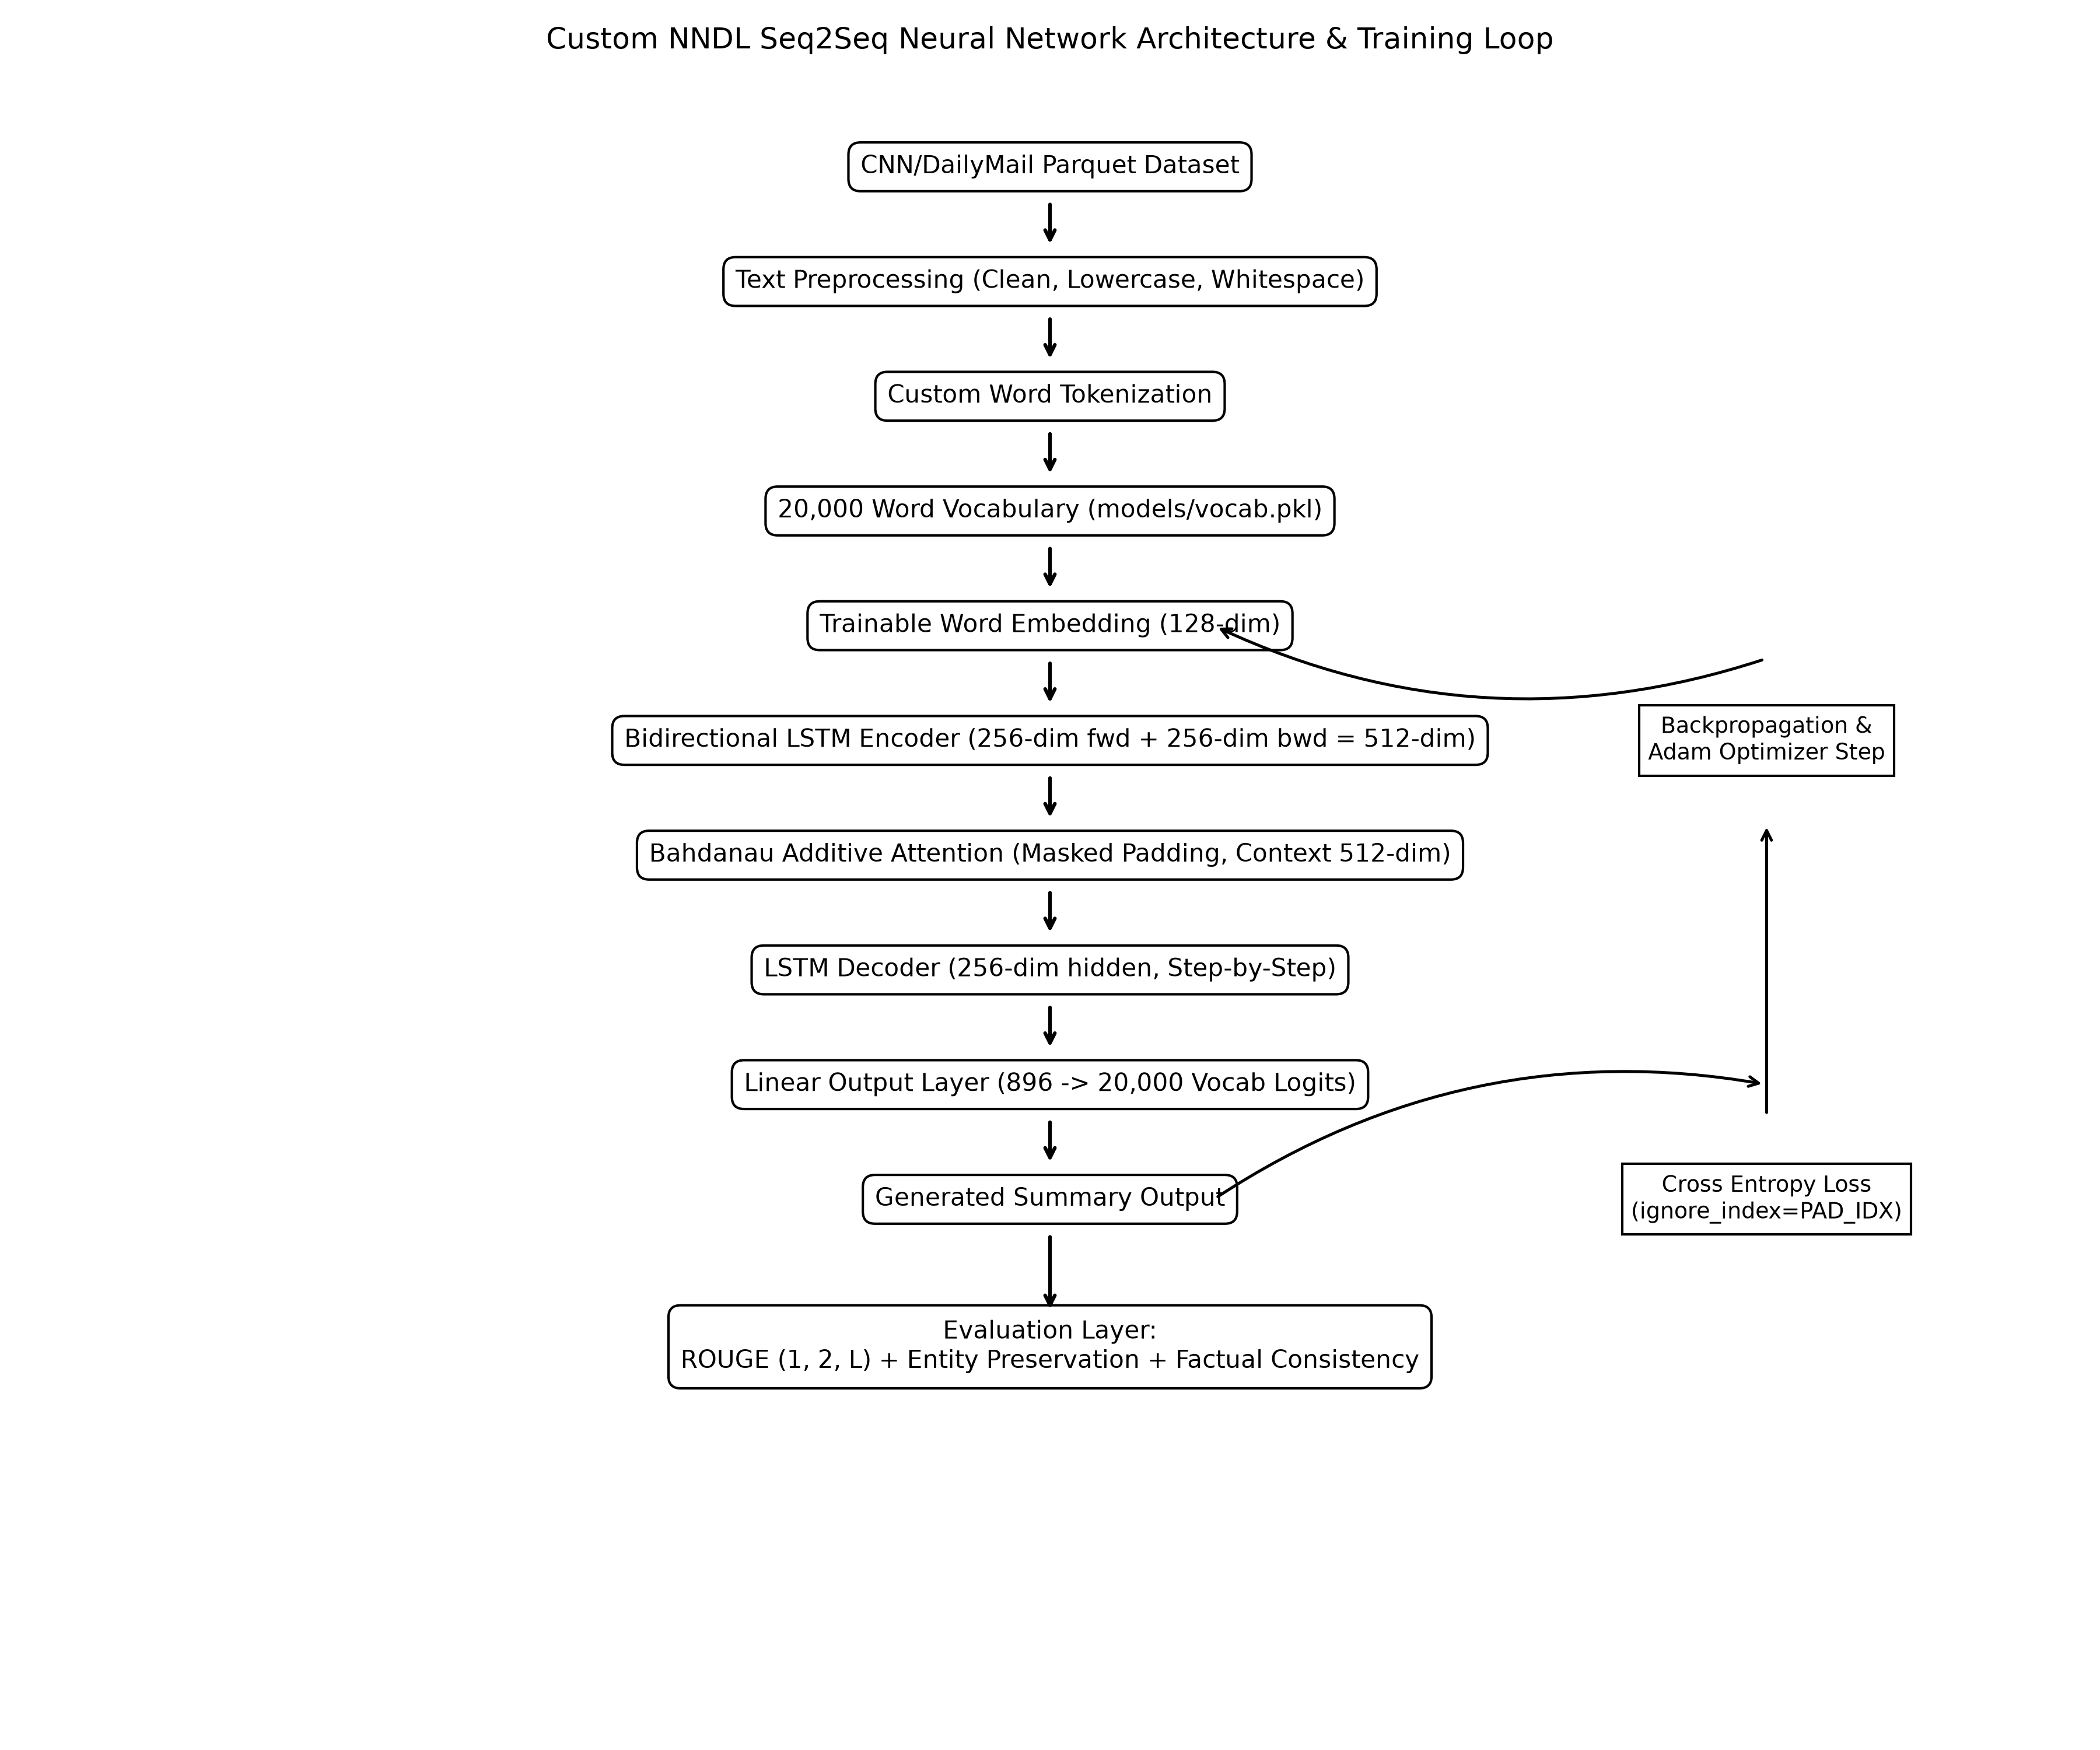 Custom NNDL Seq2Seq Neural Network Architecture & Training Loop
CNN/DailyMail Parquet Dataset
Text Preprocessing (Clean, Lowercase, Whitespace)
Custom Word Tokenization
20,000 Word Vocabulary (models/vocab.pkl)
Trainable Word Embedding (128-dim)
Bidirectional LSTM Encoder (256-dim fwd + 256-dim bwd = 512-dim)
Backpropagation &
Adam Optimizer Step
Bahdanau Additive Attention (Masked Padding, Context 512-dim)
LSTM Decoder (256-dim hidden, Step-by-Step)
Linear Output Layer (896 -> 20,000 Vocab Logits)
Generated Summary Output
Cross Entropy Loss
(ignore_index=PAD_IDX)
Evaluation Layer:
ROUGE (1, 2, L) + Entity Preservation + Factual Consistency